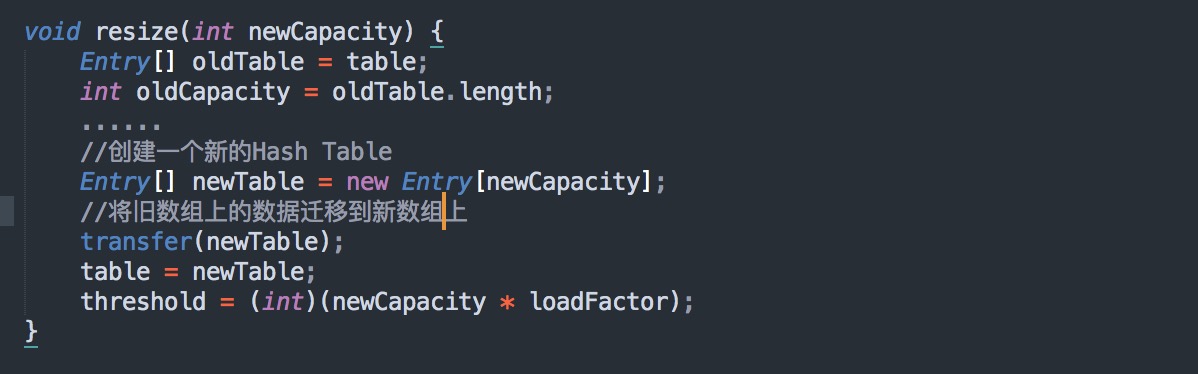 void resize(int newCapacity) {
    Entry[] oldTable = table;
    int oldCapacity = oldTable.length;
    ......
    //创建一个新的Hash Table
    Entry[] newTable = new Entry[newCapacity];
    //将旧数组上的数据迁移到新数组上
    transfer(newTable);
    table = newTable;
    threshold = (int)(newCapacity * loadFactor);
}